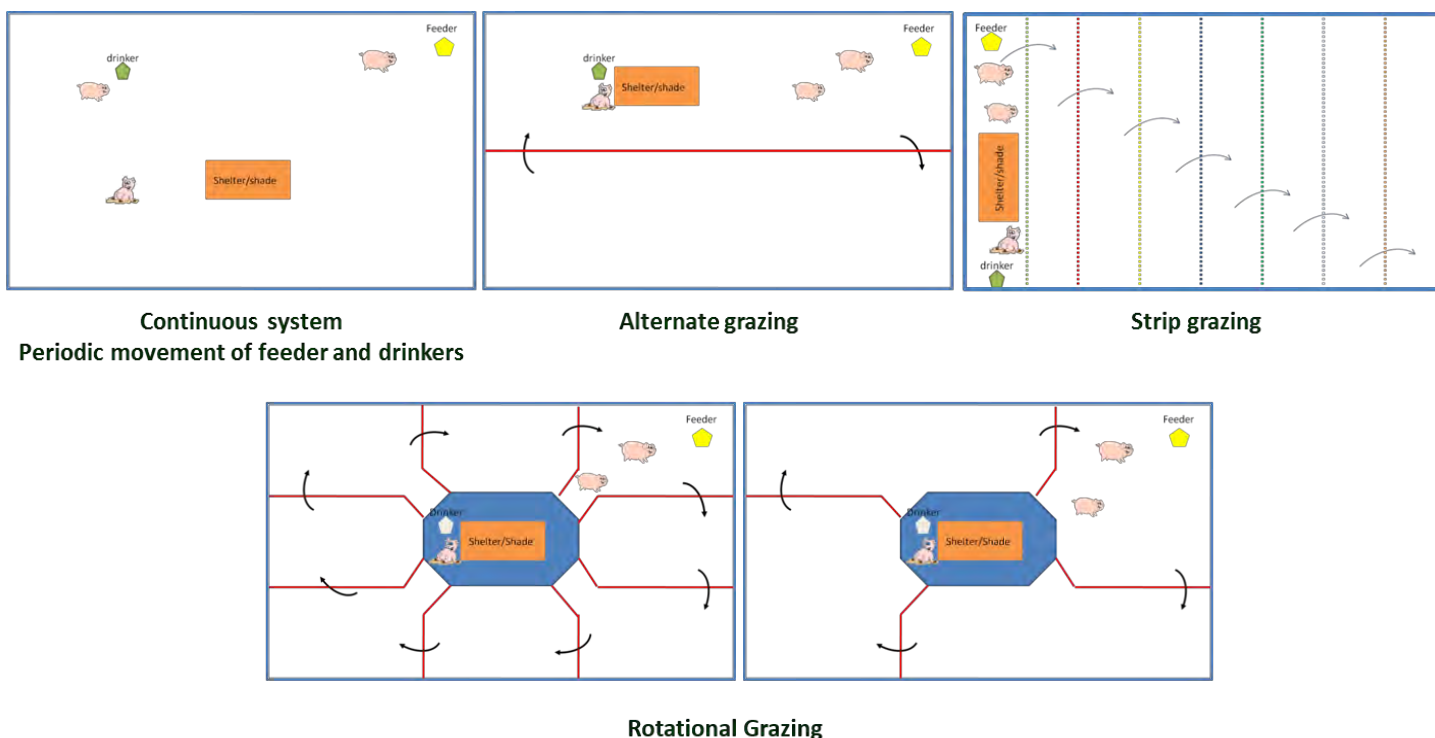 Feeder
drinker
Shelter/shade
Feeder
drinker
Shelter/shade
Feeder
Shelter/shade
drinker
Continuous system
Periodic movement of feeder and drinkers
Alternate grazing
Strip grazing
Feeder
Drinker
Shelter/Shade
Feeder
Drinker
Shelter/Shade
Rotational Grazing